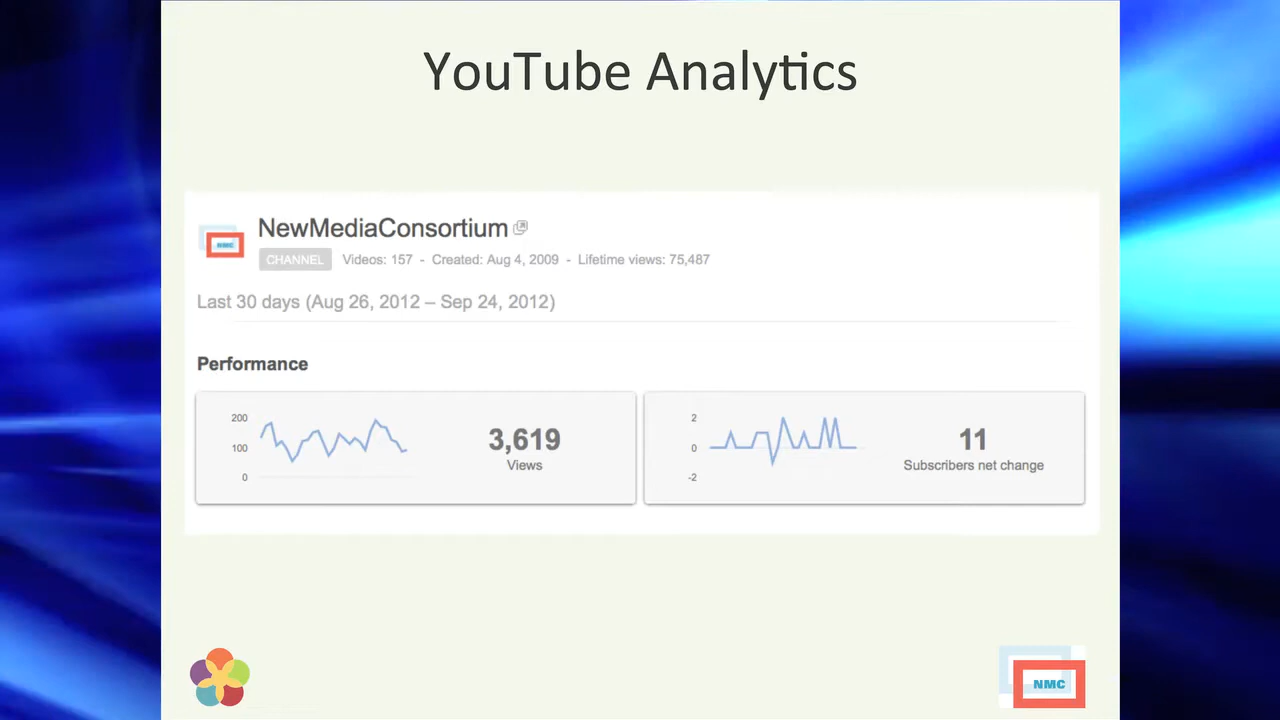 YouTube Analytics
NMC
NewMediaConsortium
CHANNEL Videos: 157 - Created: Aug 4, 2009 - Lifetime views: 75,487
Last 30 days (Aug 26, 2012 – Sep 24, 2012)
Performance
200
100
0
3,619
Views
2
0
-2
11
Subscribers net change
NMC